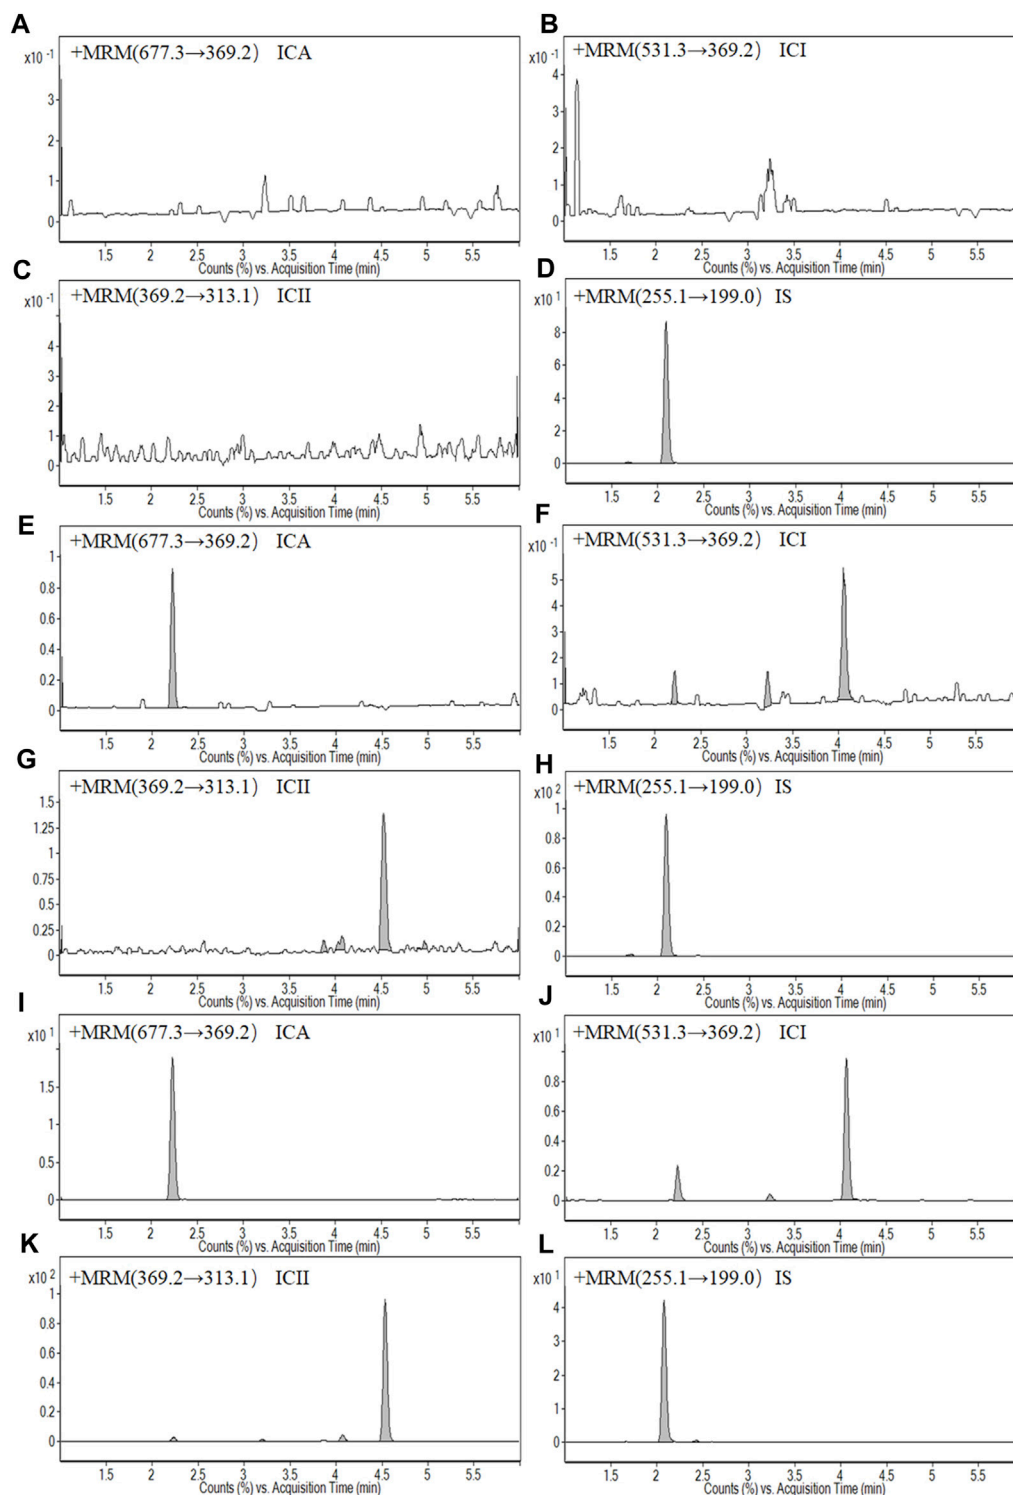 A
+MRM(677.3→369.2) ICA
x10 -1
3
2
1
0
1.5 2 2.5 3 3.5 4 4.5 5 5.5
Counts (%) vs. Acquisition Time (min)
B
+MRM(531.3→369.2) ICI
x10 -1
4
3
2
1
0
1.5 2 2.5 3 3.5 4 4.5 5 5.5
Counts (%) vs. Acquisition Time (min)
C
+MRM(369.2→313.1) ICII
x10 -1
4
3
2
1
0
1.5 2 2.5 3 3.5 4 4.5 5 5.5
Counts (%) vs. Acquisition Time (min)
D
+MRM(255.1→199.0) IS
x10 1
8
6
4
2
0
1.5 2 2.5 3 3.5 4 4.5 5 5.5
Counts (%) vs. Acquisition Time (min)
E
+MRM(677.3→369.2) ICA
1
0.8
0.6
0.4
0.2
0
1.5 2 2.5 3 3.5 4 4.5 5 5.5
Counts (%) vs. Acquisition Time (min)
F
+MRM(531.3→369.2) ICI
x10 -1
5
4
3
2
1
0
1.5 2 2.5 3 3.5 4 4.5 5 5.5
Counts (%) vs. Acquisition Time (min)
G
+MRM(369.2→313.1) ICII
1.5
1.25
1
0.75
0.5
0.25
0
1.5 2 2.5 3 3.5 4 4.5 5 5.5
Counts (%) vs. Acquisition Time (min)
H
+MRM(255.1→199.0) IS
x10 2
1
0.8
0.6
0.4
0.2
0
1.5 2 2.5 3 3.5 4 4.5 5 5.5
Counts (%) vs. Acquisition Time (min)
I
+MRM(677.3→369.2) ICA
x10 1
1.5
1
0.5
0
1.5 2 2.5 3 3.5 4 4.5 5 5.5
Counts (%) vs. Acquisition Time (min)
J
+MRM(531.3→369.2) ICI
x10 1
1
0.8
0.6
0.4
0.2
0
1.5 2 2.5 3 3.5 4 4.5 5 5.5
Counts (%) vs. Acquisition Time (min)
K
+MRM(369.2→313.1) ICII
x10 2
1
0.8
0.6
0.4
0.2
0
1.5 2 2.5 3 3.5 4 4.5 5 5.5
Counts (%) vs. Acquisition Time (min)
L
+MRM(255.1→199.0) IS
x10 1
4
3
2
1
0
1.5 2 2.5 3 3.5 4 4.5 5 5.5
Counts (%) vs. Acquisition Time (min)